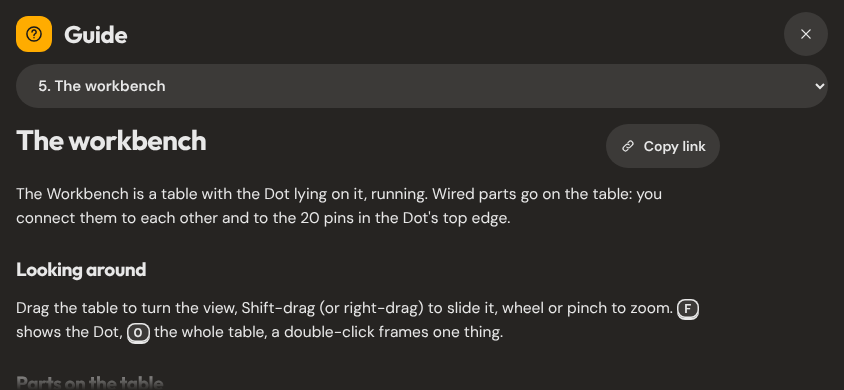 Guide
5. The workbench
The workbench
Copy link
The Workbench is a table with the Dot lying on it, running. Wired parts go on the table: you
connect them to each other and to the 20 pins in the Dot's top edge.
Looking around
Drag the table to turn the view, Shift-drag (or right-drag) to slide it, wheel or pinch to zoom. F
shows the Dot, O the whole table, a double-click frames one thing.
Parts on the table